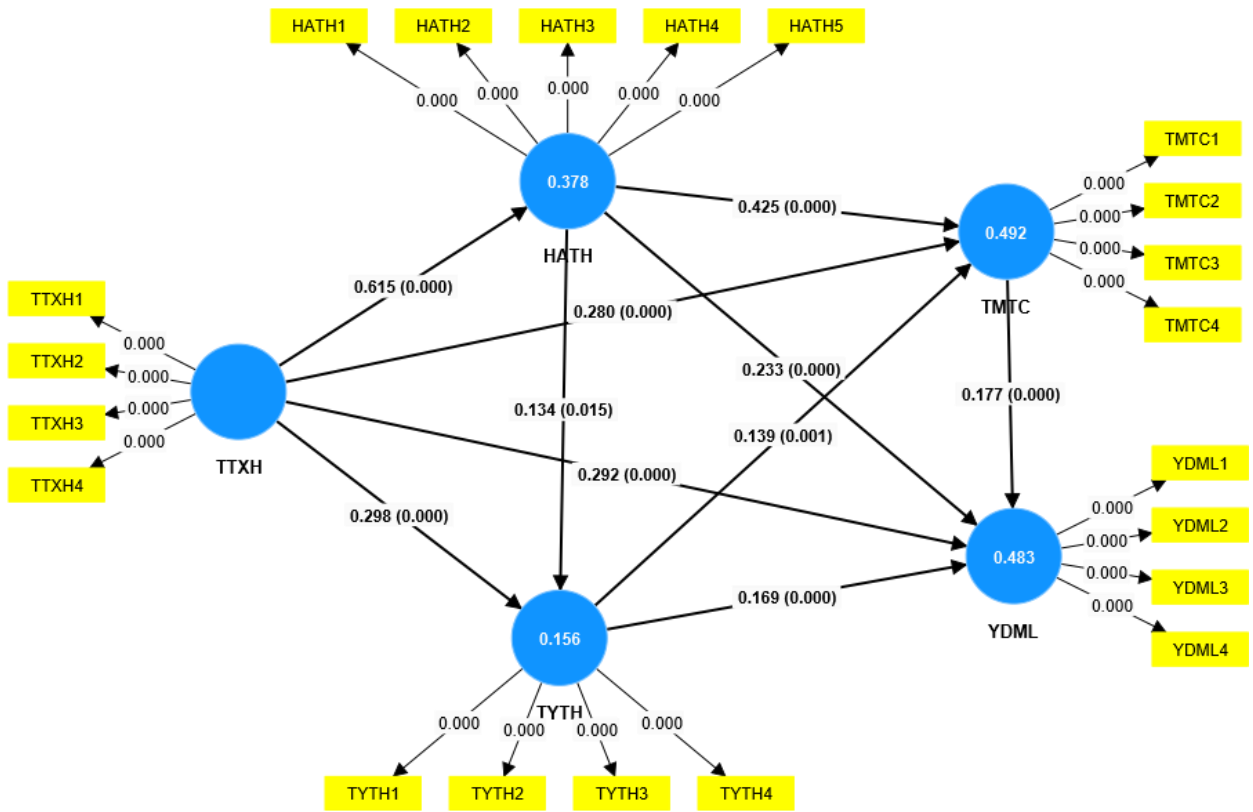 HATH1
HATH2
HATH3
HATH4
HATH5
0.000
0.000
0.000
0.000
0.000
0.378
HATH
TMTC1
TMTC2
TMTC3
TMTC4
0.000
0.000
0.000
0.000
0.492
TMTC
0.425 (0.000)
0.615 (0.000)
0.280 (0.000)
TTXH1
TTXH2
TTXH3
TTXH4
0.000
0.000
0.000
0.000
TTXH
0.233 (0.000)
0.134 (0.015)
0.177 (0.000)
0.139 (0.001)
0.292 (0.000)
0.298 (0.000)
YDML1
YDML2
YDML3
YDML4
0.000
0.000
0.000
0.000
0.483
YDML
0.169 (0.000)
0.156
TYTH
0.000
0.000
0.000
0.000
TYTH1
TYTH2
TYTH3
TYTH4